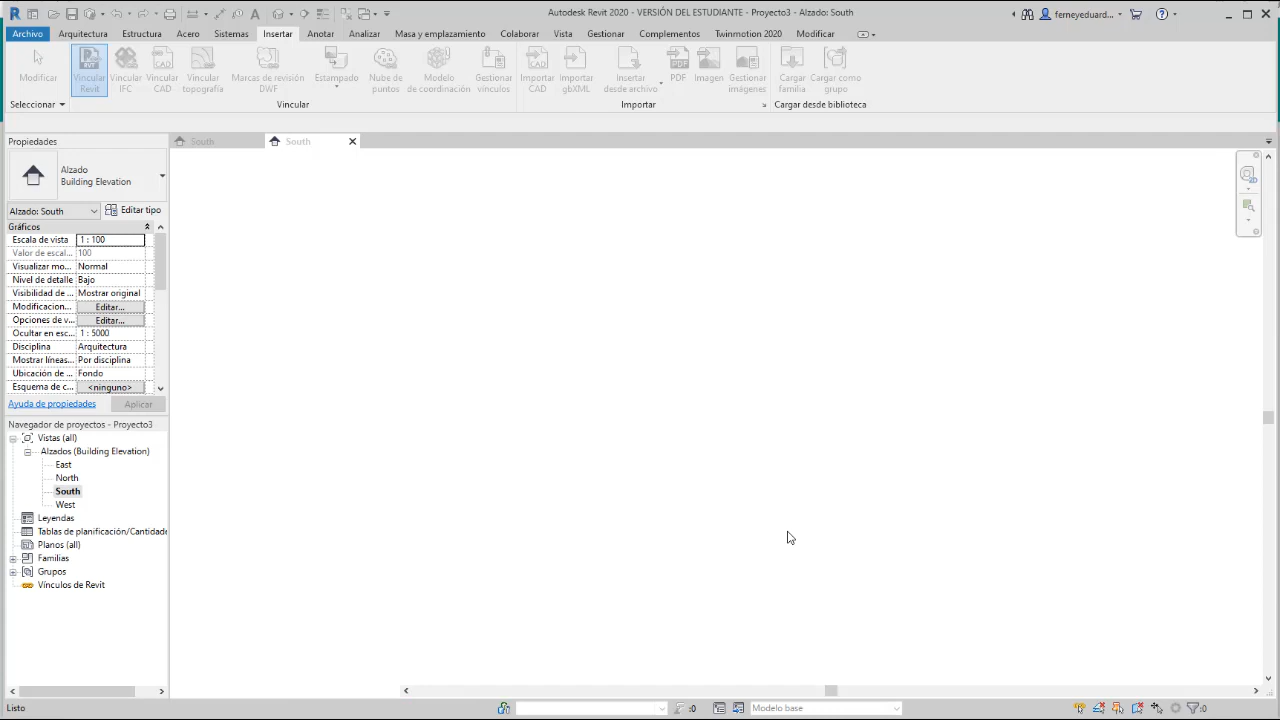 Autodesk Revit 2020 - VERSIÓN DEL ESTUDIANTE - Proyecto3 - Alzado: South
ferneyeduard...
Archivo Arquitectura Estructura Acero Sistemas Insertar Anotar Analizar Masa y emplazamiento Colaborar Vista Gestionar Complementos Twinmotion 2020 Modificar
Modificar
Vincular Revit
Vincular IFC
Vincular CAD
Vincular topografía
Marcas de revisión DWF
Estampado
Nube de puntos
Modelo de coordinación
Gestionar vínculos
Importar CAD
Importar gbXML
Insertar desde archivo
PDF
Imagen
Gestionar imágenes
Cargar familia
Cargar como grupo
Seleccionar Vincular Importar Cargar desde biblioteca
Propiedades
South
South
Alzado
Building Elevation
Alzado: South
Editar tipo
Gráficos
Escala de vista 1 : 100
Valor de escal... 100
Visualizar mo... Normal
Nivel de detalle Bajo
Visibilidad de ... Mostrar original
Modificacion... Editar...
Opciones de v... Editar...
Ocultar en esc... 1 : 5000
Disciplina Arquitectura
Mostrar líneas... Por disciplina
Ubicación de ... Fondo
Esquema de c... <ninguno>
Ayuda de propiedades Aplicar
Navegador de proyectos - Proyecto3
Vistas (all)
Alzados (Building Elevation)
East
North
South
West
Leyendas
Tablas de planificación/Cantidade
Planos (all)
Familias
Grupos
Vínculos de Revit
Listo
:0
Modelo base
:0